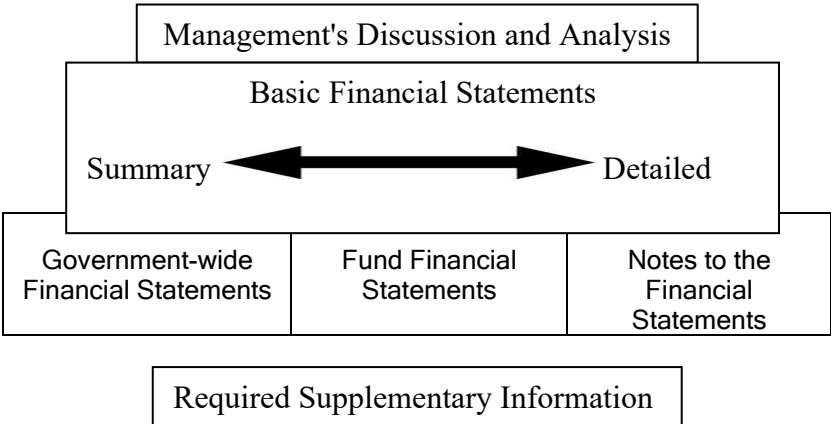 Management's Discussion and Analysis
Basic Financial Statements
Summary Detailed
Government-wide
Financial Statements
Fund Financial
Statements
Notes to the
Financial
Statements
Required Supplementary Information